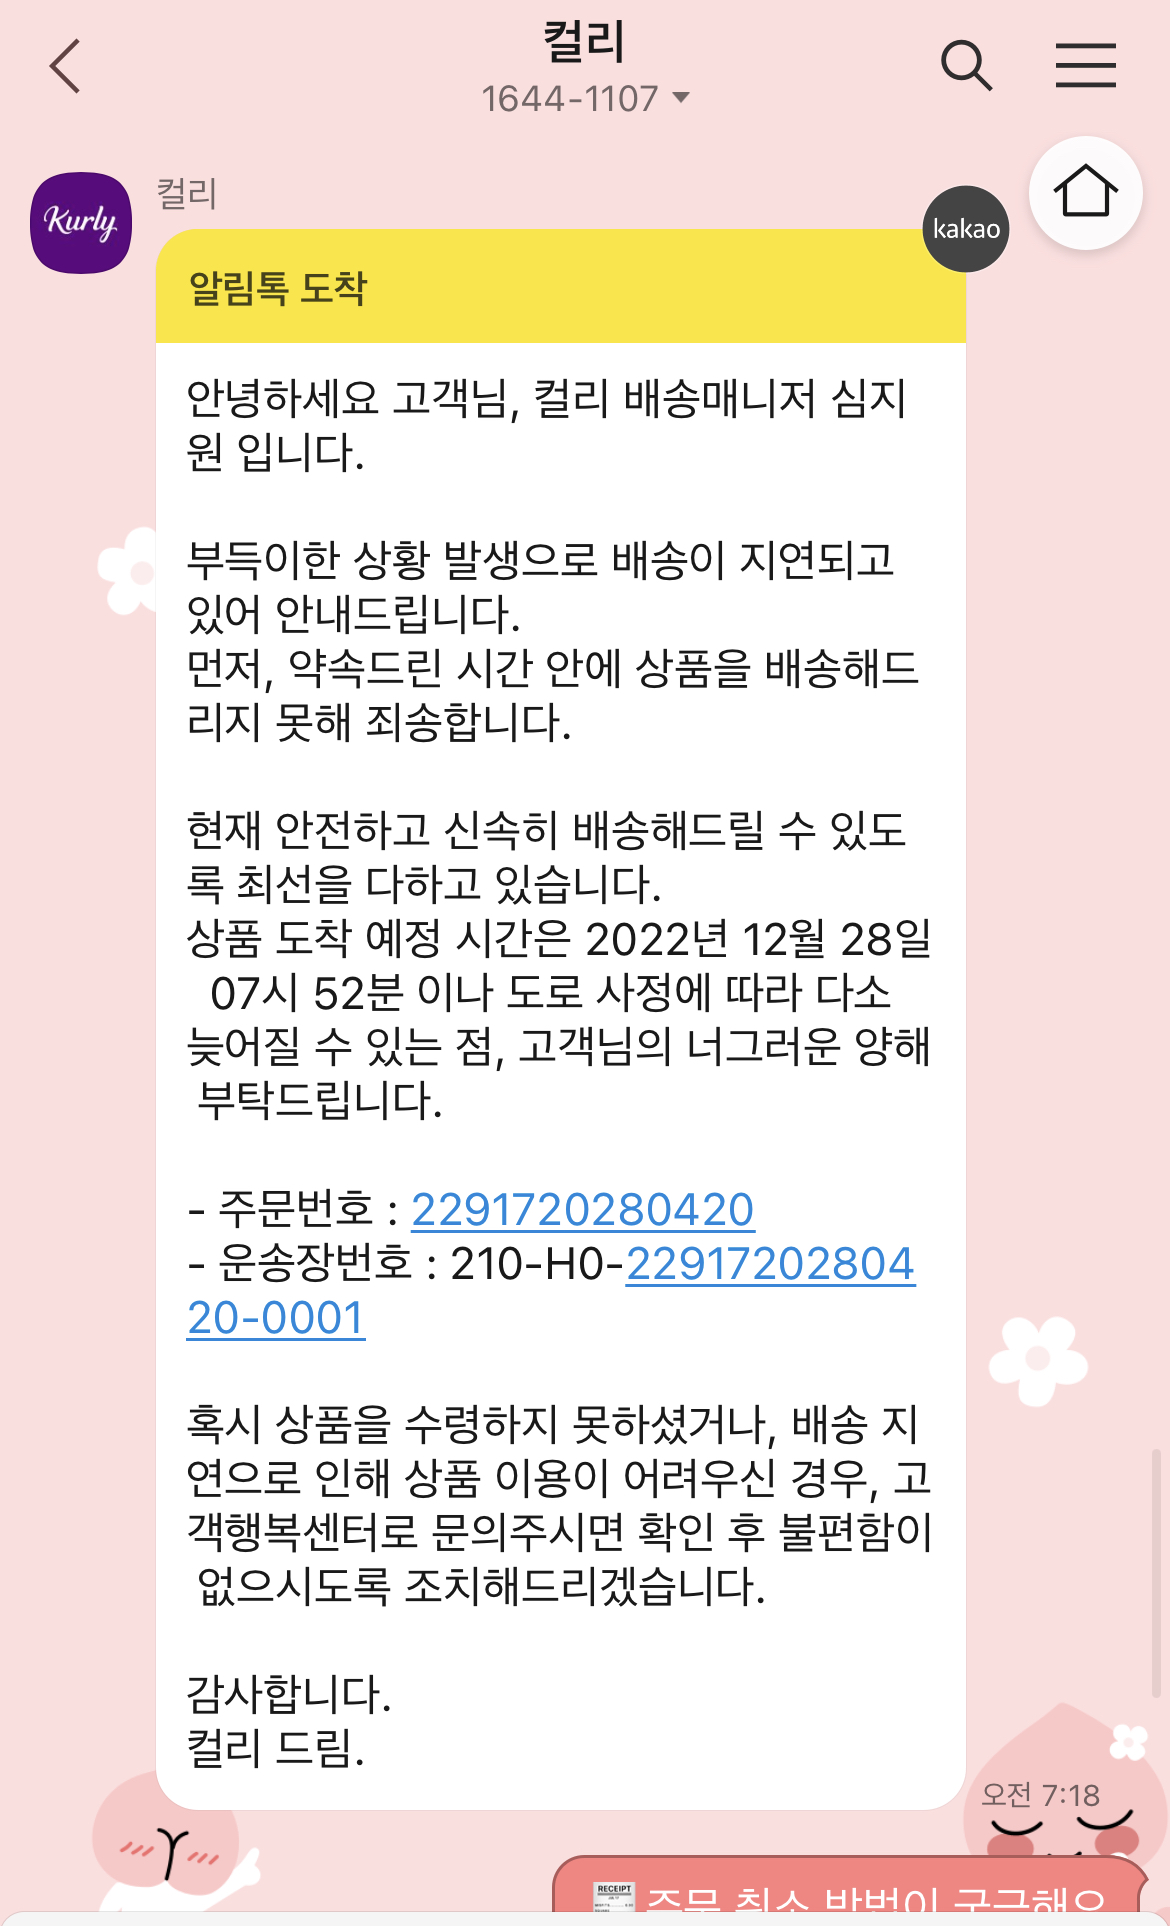 컬리
1644-1107
Kurly
컬리
kakao
알림톡 도착
안녕하세요 고객님, 컬리 배송매니저 심지
원 입니다.
부득이한 상황 발생으로 배송이 지연되고
있어 안내드립니다.
먼저, 약속드린 시간 안에 상품을 배송해드
리지 못해 죄송합니다.
현재 안전하고 신속히 배송해드릴 수 있도
록 최선을 다하고 있습니다.
상품 도착 예정 시간은 2022년 12월 28일
07시 52분 이나 도로 사정에 따라 다소
늦어질 수 있는 점, 고객님의 너그러운 양해
부탁드립니다.
- 주문번호 : 2291720280420
- 운송장번호 : 210-H0-22917202804
20-0001
혹시 상품을 수령하지 못하셨거나, 배송 지
연으로 인해 상품 이용이 어려우신 경우, 고
객행복센터로 문의주시면 확인 후 불편함이
없으시도록 조치해드리겠습니다.
감사합니다.
컬리 드림.
오전 7:18
RECEIPT
주문 취소 방법이 궁금해요